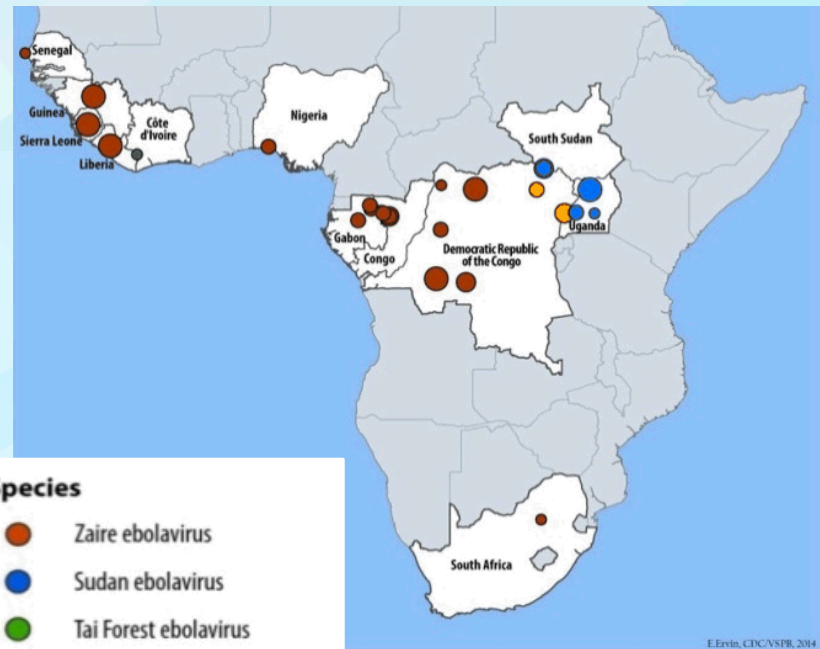 Senegal
Guinea
Sierra Leone
Liberia
Côte
d'Ivoire
Nigeria
South Sudan
Gabon
Congo
Democratic Republic
of the Congo
Uganda
South Africa
pecies
Zaire ebolavirus
Sudan ebolavirus
Tai Forest ebolavirus
E.Ervin, CDC/VSPB, 2014